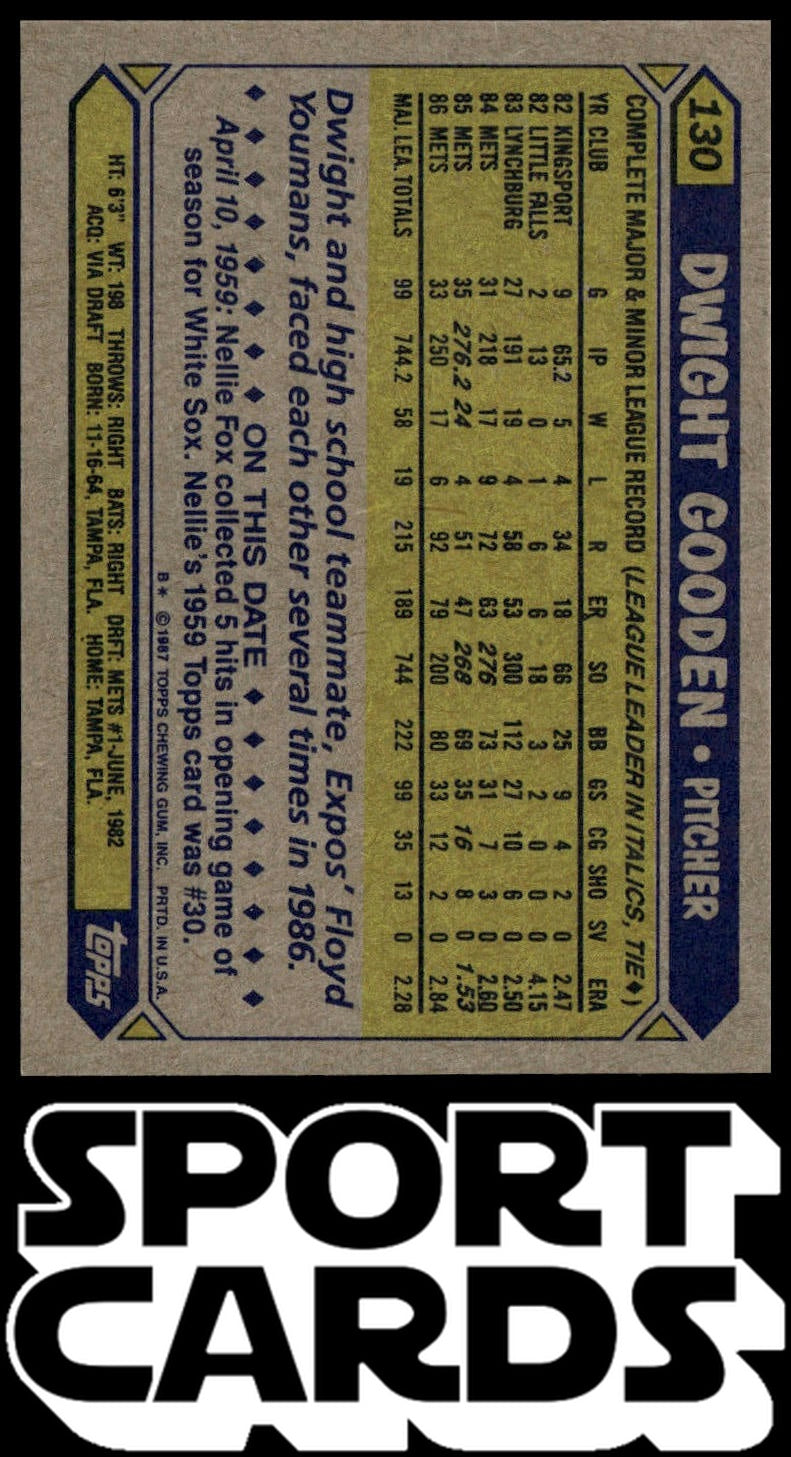 130 DWIGHT GOODEN • PITCHER
COMPLETE MAJOR & MINOR LEAGUE RECORD (LEAGUE LEADER IN ITALICS, TIE♦)
YR CLUB G IP W L R ER SO BB GS CG SHO SV ERA
82 KINGSPORT 9 65.2 5 4 34 18 66 25 9 4 2 0 2.47
82 LITTLE FALLS 2 13 0 1 6 6 18 3 2 0 0 0 4.15
83 LYNCHBURG 27 191 19 4 58 53 300 112 27 10 6 0 2.50
84 METS 31 218 17 9 72 63 276 73 31 7 3 0 2.60
85 METS 35 276.2 24 4 51 47 268 69 35 16 8 0 1.53
86 METS 33 250 17 6 92 79 200 80 33 12 2 0 2.84
MAJ. LEA. TOTALS 99 744.2 58 19 215 189 744 222 99 35 13 0 2.28
Dwight and high school teammate, Expos' Floyd
Youmans, faced each other several times in 1986.
♦ ♦ ♦ ♦ ♦ ♦ ♦ ON THIS DATE ♦ ♦ ♦ ♦ ♦ ♦ ♦ ♦
April 10, 1959: Nellie Fox collected 5 hits in opening game of
season for White Sox. Nellie's 1959 Topps card was #30.
B* ©1987 TOPPS CHEWING GUM, INC. PRTD. IN U.S.A.
HT: 6'3" WT: 198 THROWS: RIGHT BATS: RIGHT DRFT: METS #1-JUNE, 1982
ACQ: VIA DRAFT BORN: 11-16-64, TAMPA, FLA. HOME: TAMPA, FLA.
topps
SPORT
CARDS